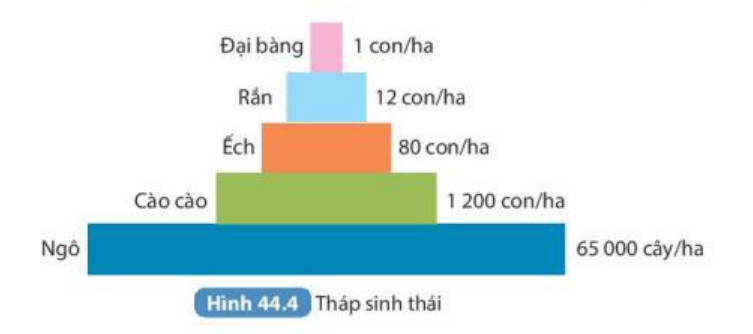 Đại bàng 1 con/ha
Rắn 12 con/ha
Ếch 80 con/ha
Cào cào 1 200 con/ha
Ngô 65 000 cây/ha
Hình 44.4 Tháp sinh thái